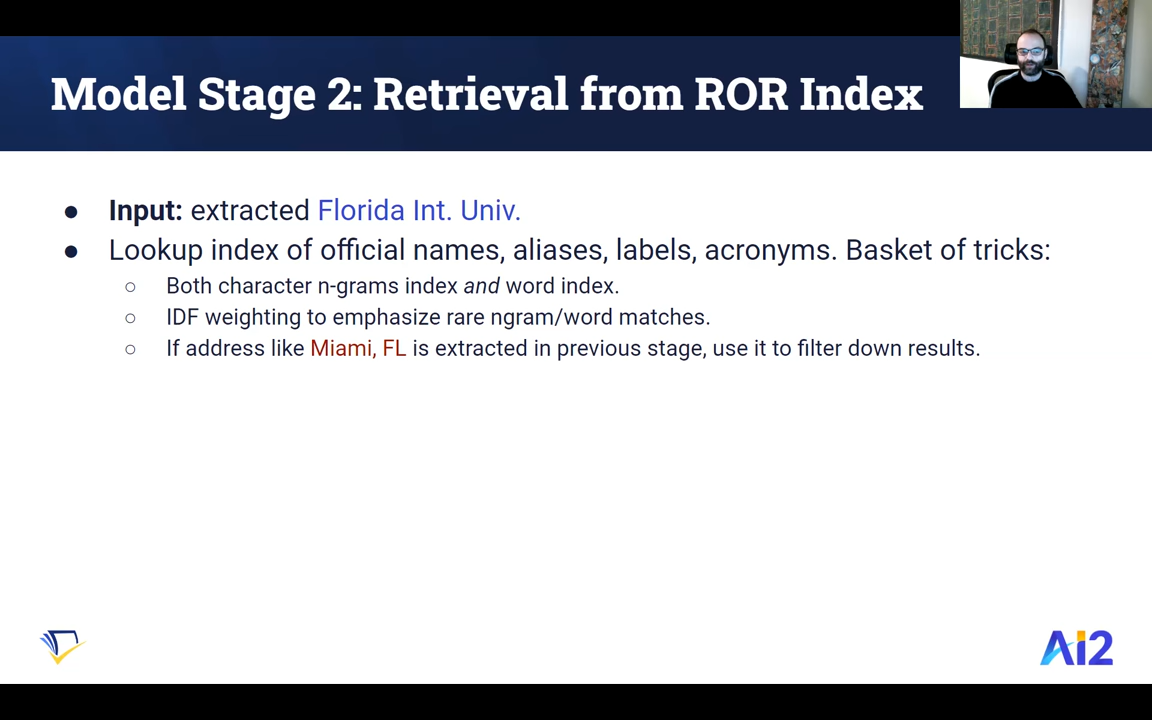 Model Stage 2: Retrieval from ROR Index
● Input: extracted Florida Int. Univ.
● Lookup index of official names, aliases, labels, acronyms. Basket of tricks:
○ Both character n-grams index and word index.
○ IDF weighting to emphasize rare ngram/word matches.
○ If address like Miami, FL is extracted in previous stage, use it to filter down results.
Ai2